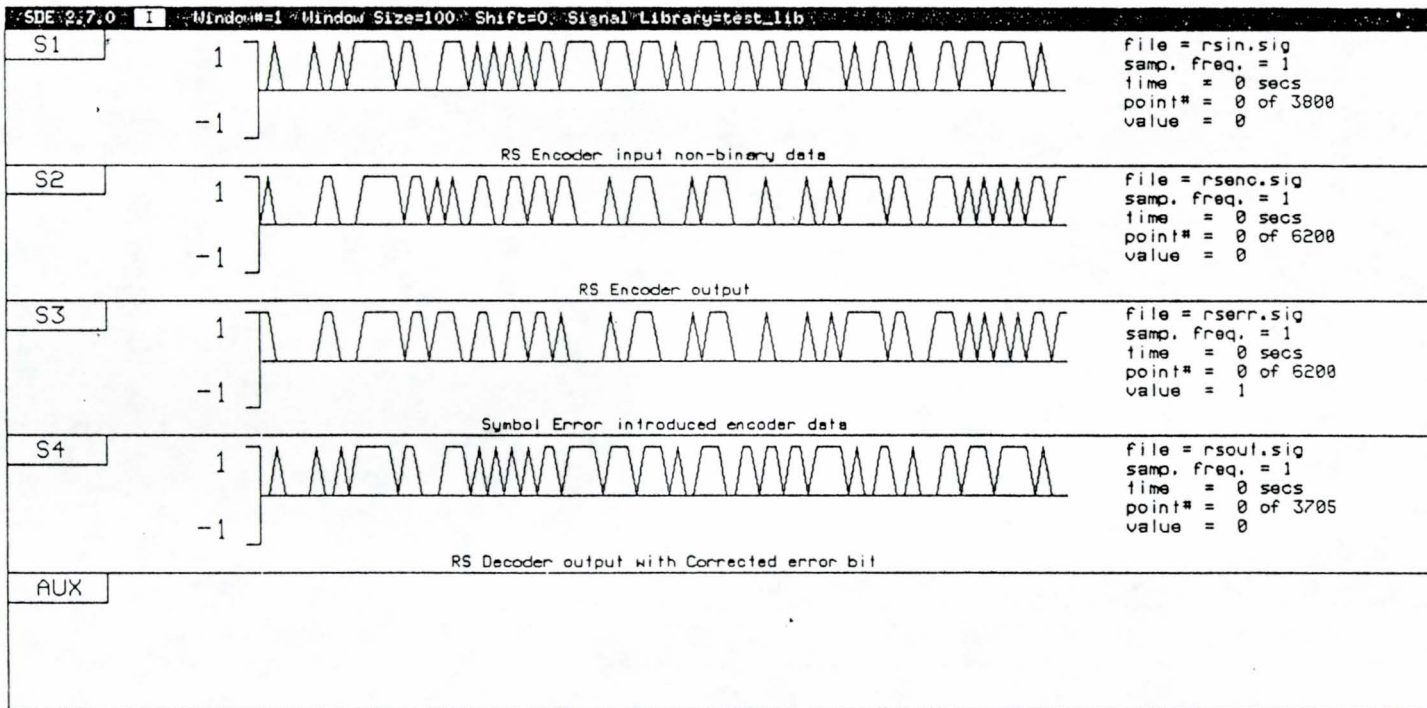 SDE 2.7.0 I Window#=1 Window Size=100 Shift=0, Signal Library=test_lib
S1
1
-1
file = rsin.sig
samp. freq. = 1
time = 0 secs
point# = 0 of 3800
value = 0
RS Encoder input non-binary data
S2
1
-1
file = rsenc.sig
samp. freq. = 1
time = 0 secs
point# = 0 of 6200
value = 0
RS Encoder output
S3
1
-1
file = rserr.sig
samp. freq. = 1
time = 0 secs
point# = 0 of 6200
value = 1
Symbol Error introduced encoder data
S4
1
-1
file = rsout.sig
samp. freq. = 1
time = 0 secs
point# = 0 of 3705
value = 0
RS Decoder output with Corrected error bit
AUX